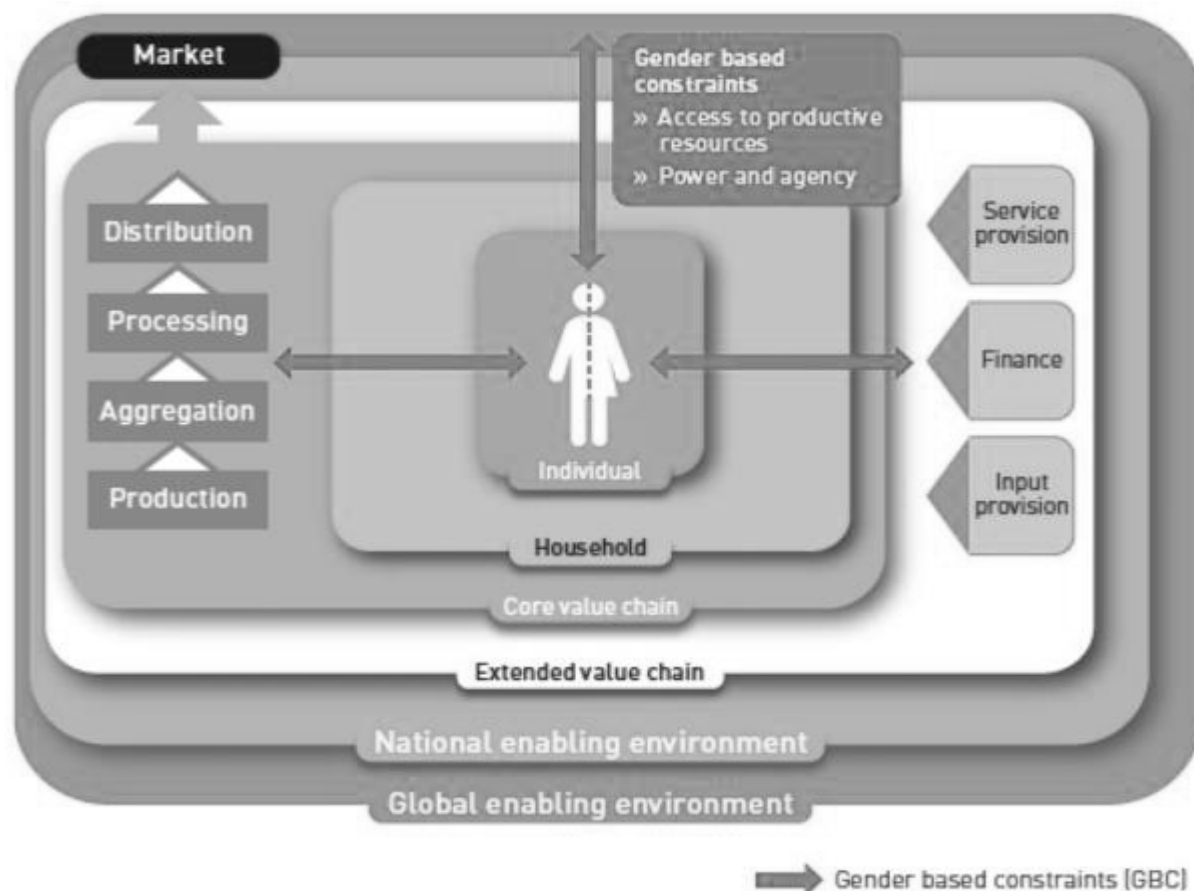 Market
Gender based
constraints
» Access to productive
resources
» Power and agency
Distribution
Processing
Aggregation
Production
Service
provision
Finance
Input
provision
Individual
Household
Core value chain
Extended value chain
National enabling environment
Global enabling environment
Gender based constraints (GBC)